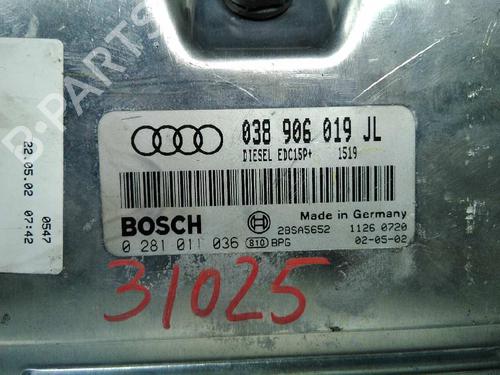 038 906 019 JL
DIESEL EDC15P+ 1519
BOSCH
Made in Germany
28SA5652 1126 0720
0 281 011 036 810 BPG 02-05-02
31025
22.05.02 07:42
0547
B-PARTS